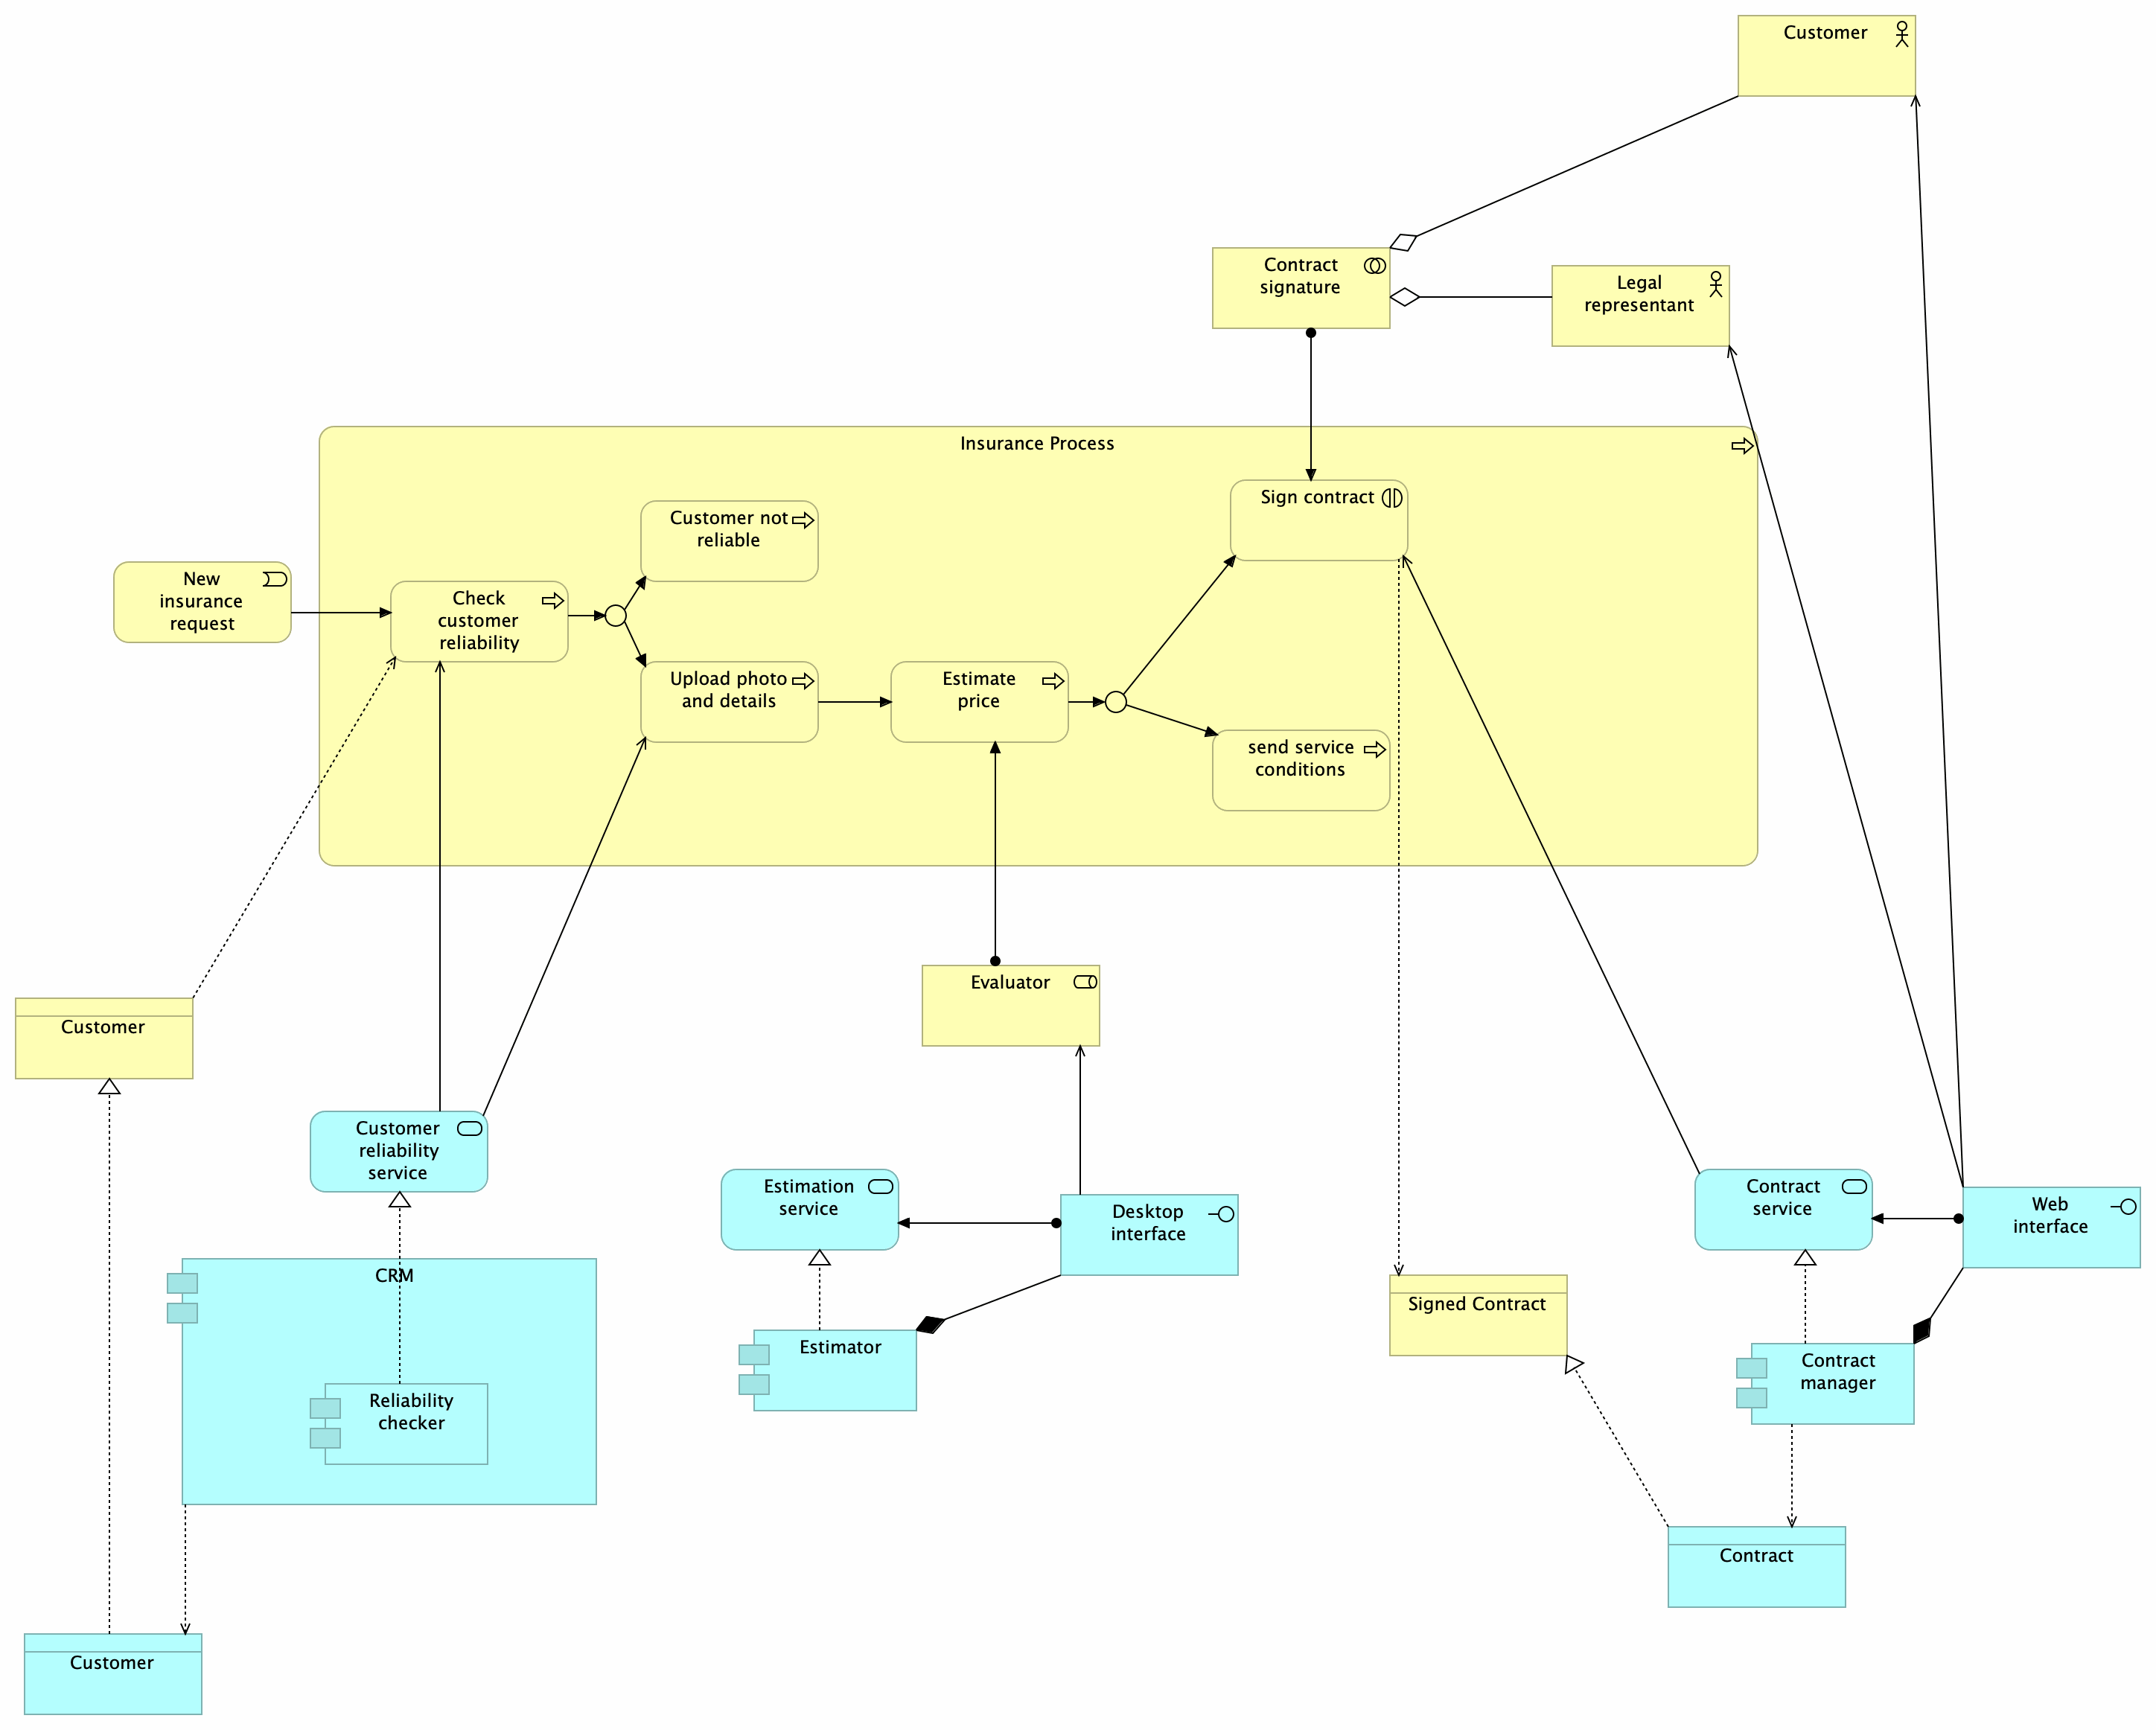 Customer
Contract
signature
Legal
representant
Insurance Process
Sign contract
Customer not
reliable
New
insurance
request
Check
customer
reliability
Upload photo
and details
Estimate
price
send service
conditions
Evaluator
Customer
Customer
reliability
service
Estimation
service
Desktop
interface
Contract
service
Web
interface
CRM
Signed Contract
Estimator
Contract
manager
Reliability
checker
Contract
Customer